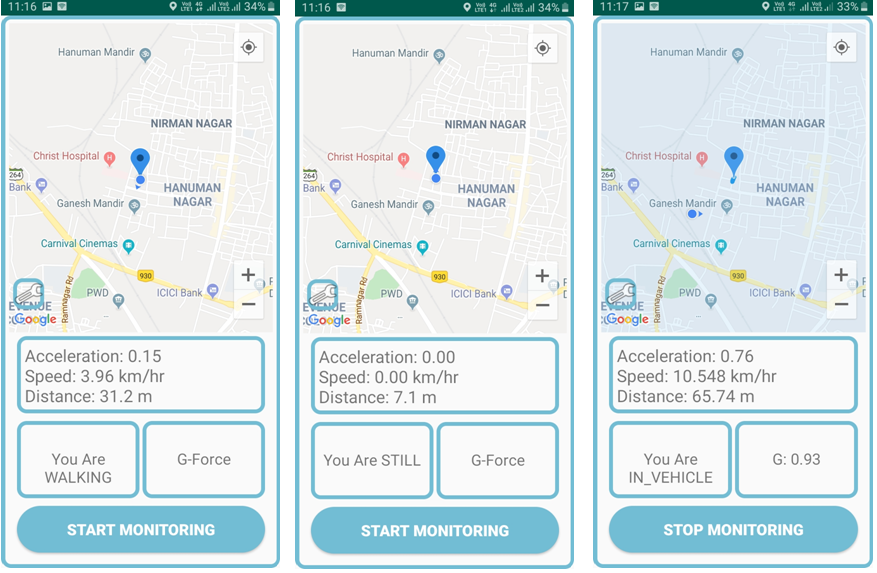 11:16
Vo) 4G Vo) 34%
LTE1 LTE2
Hanuman Mandir
NIRMAN NAGAR
Christ Hospital
H
264
Bank
HANUMAN
NAGAR
Ganesh Mandir
Carnival Cinemas
930
+
PWD
ICICI Bank
Ramnagar Rd
EVENUE
Google
−
Acceleration: 0.15
Speed: 3.96 km/hr
Distance: 31.2 m
You Are
WALKING
G-Force
START MONITORING
11:16
Vo) 4G Vo) 34%
LTE1 LTE2
Hanuman Mandir
NIRMAN NAGAR
Christ Hospital
H
264
Bank
HANUMAN
NAGAR
Ganesh Mandir
Carnival Cinemas
930
+
PWD
ICICI Bank
Ramnagar Rd
EVENUE
Google
−
Acceleration: 0.00
Speed: 0.00 km/hr
Distance: 7.1 m
You Are STILL
G-Force
START MONITORING
11:17
Vo) 4G Vo) 33%
LTE1 LTE2
Hanuman Mandir
NIRMAN NAGAR
Christ Hospital
H
264
Bank
HANUMAN
NAGAR
Ganesh Mandir
Carnival Cinemas
930
+
PWD
ICICI Bank
Ramnagar Rd
EVENUE
Google
−
Acceleration: 0.76
Speed: 10.548 km/hr
Distance: 65.74 m
You Are
IN_VEHICLE
G: 0.93
STOP MONITORING